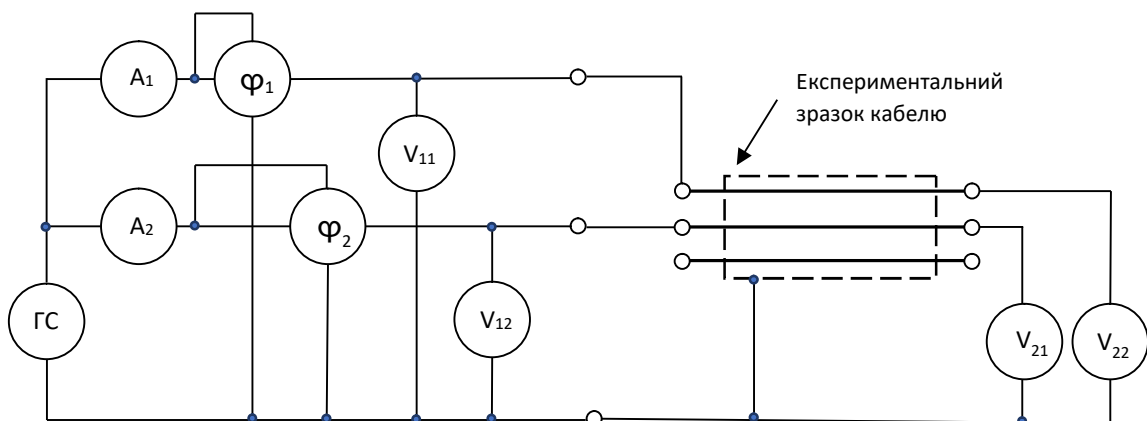 A1
φ1
Експериментальний
зразок кабелю
V11
A2
φ2
ГС
V12
V21
V22